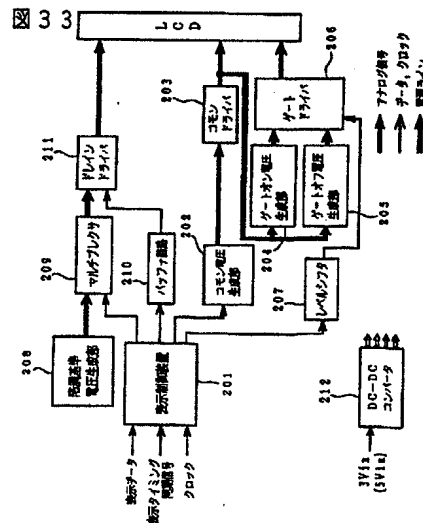 図33
LCD
211
ドレイン
ドライバ
203
コモン
ドライバ
206
ゲート
ドライバ
アナログ信号
データ, クロック
電源ライン
209
マルチプレクサ
210
バッファ回路
202
コモン電圧
生成部
ゲートオン電圧
生成部
204
ゲートオフ電圧
生成部
205
208
階調基準
電圧生成部
207
レベルシフタ
表示制御装置
201
表示データ
表示タイミング
同期信号
クロック
212
DC-DC
コンバータ
3Vin
(5Vin)